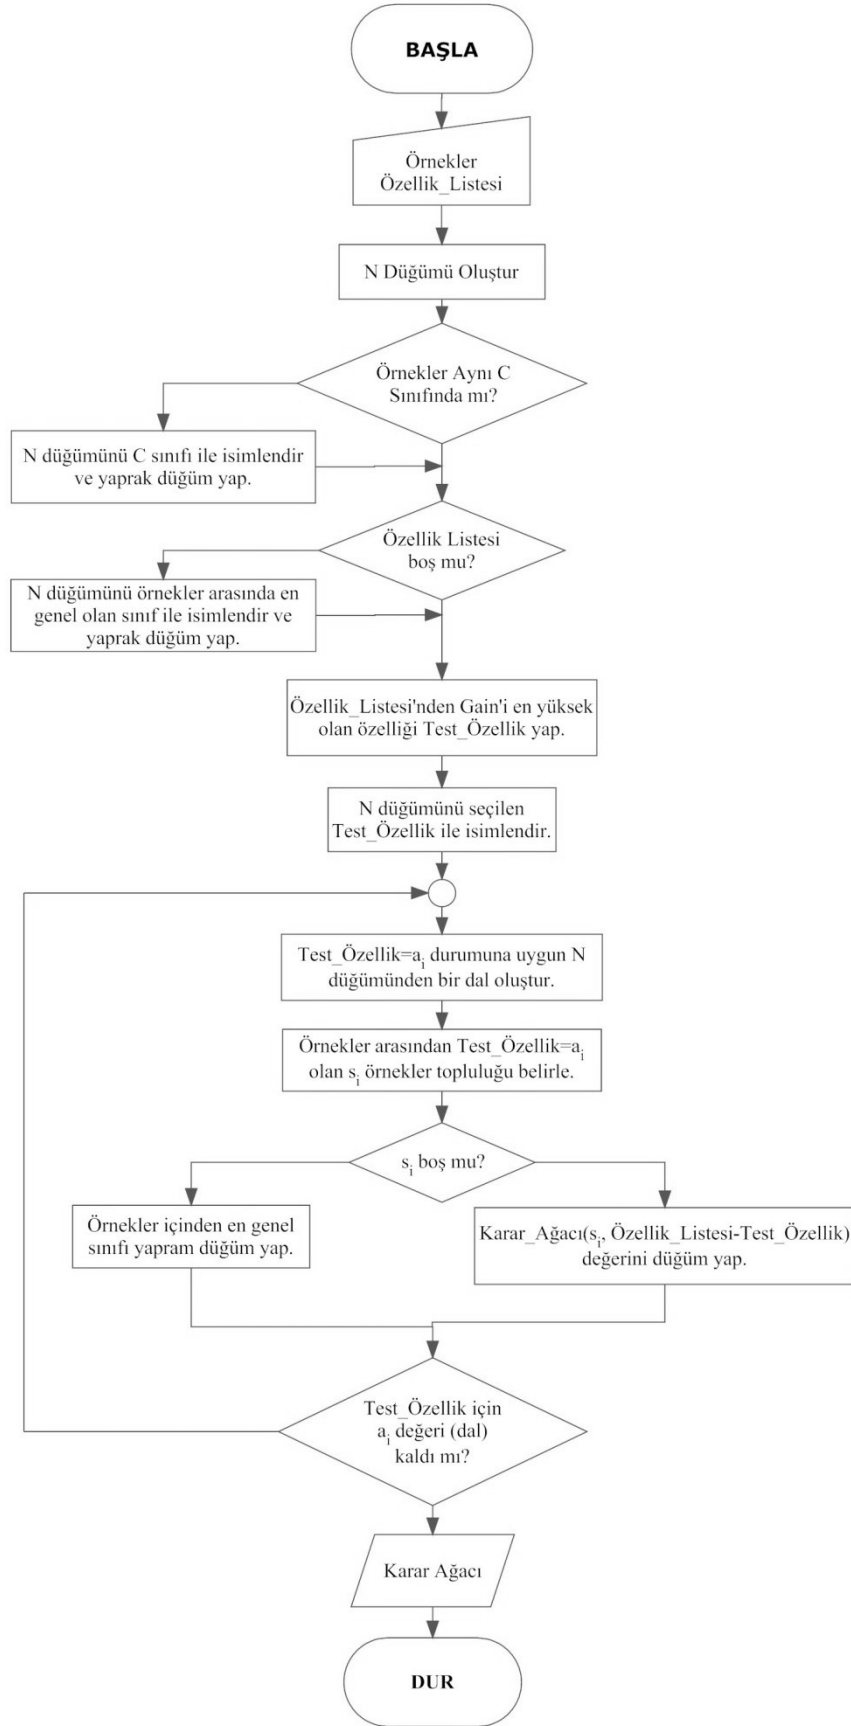 BAŞLA
Örnekler
Özellik_Listesi
N Düğümü Oluştur
Örnekler Aynı C
Sınıfında mı?
N düğümünü C sınıfı ile isimlendir
ve yaprak düğüm yap.
Özellik Listesi
boş mu?
N düğümünü örnekler arasında en
genel olan sınıf ile isimlendir ve
yaprak düğüm yap.
Özellik_Listesi'nden Gain'i en yüksek
olan özelliği Test_Özellik yap.
N düğümünü seçilen
Test_Özellik ile isimlendir.
Test_Özellik=aᵢ durumuna uygun N
düğümünden bir dal oluştur.
Örnekler arasından Test_Özellik=aᵢ
olan sᵢ örnekler topluluğu belirle.
sᵢ boş mu?
Örnekler içinden en genel
sınıfı yapram düğüm yap.
Karar_Ağacı(sᵢ, Özellik_Listesi-Test_Özellik)
değerini düğüm yap.
Test_Özellik için
aᵢ değeri (dal)
kaldı mı?
Karar Ağacı
DUR